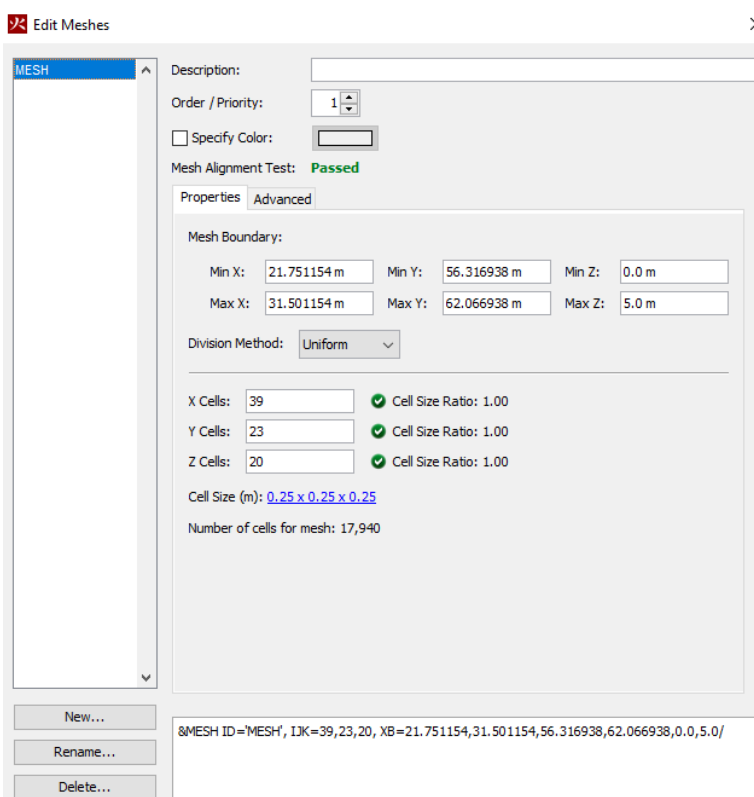 Edit Meshes
MESH
Description:
Order / Priority: 1
Specify Color:
Mesh Alignment Test: Passed
Properties Advanced
Mesh Boundary:
Min X: 21.751154 m Min Y: 56.316938 m Min Z: 0.0 m
Max X: 31.501154 m Max Y: 62.066938 m Max Z: 5.0 m
Division Method: Uniform
X Cells: 39 Cell Size Ratio: 1.00
Y Cells: 23 Cell Size Ratio: 1.00
Z Cells: 20 Cell Size Ratio: 1.00
Cell Size (m): 0.25 x 0.25 x 0.25
Number of cells for mesh: 17,940
New...
Rename...
Delete...
&MESH ID='MESH', IJK=39,23,20, XB=21.751154,31.501154,56.316938,62.066938,0.0,5.0/